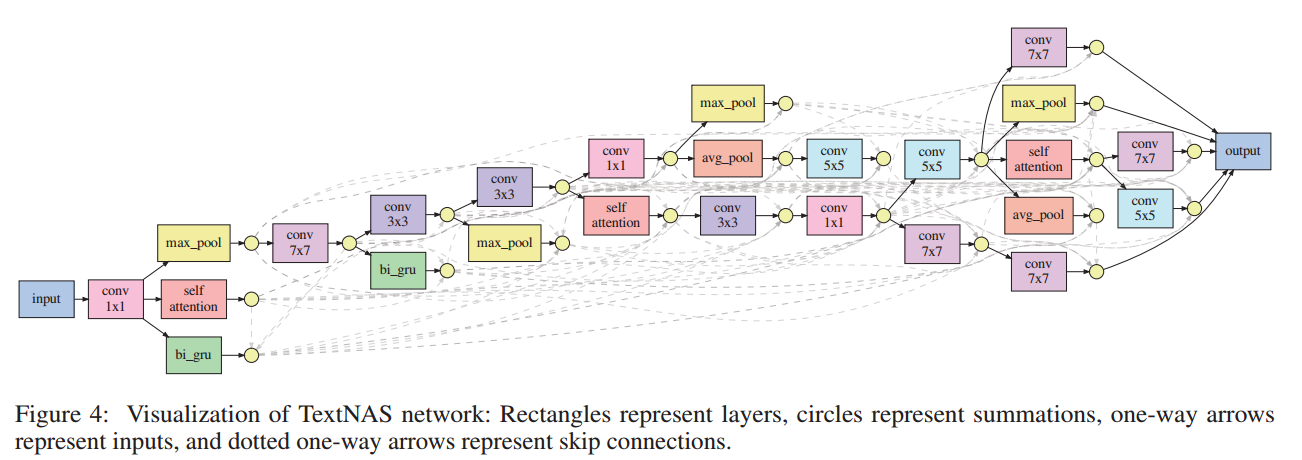 conv
7x7
max_pool
max_pool
conv
1x1
avg_pool
conv
5x5
conv
5x5
self
attention
conv
7x7
output
conv
3x3
conv
3x3
self
attention
conv
3x3
conv
1x1
avg_pool
conv
5x5
max_pool
conv
7x7
max_pool
conv
7x7
bi_gru
conv
7x7
input
conv
1x1
self
attention
bi_gru
Figure 4: Visualization of TextNAS network: Rectangles represent layers, circles represent summations, one-way arrows
represent inputs, and dotted one-way arrows represent skip connections.